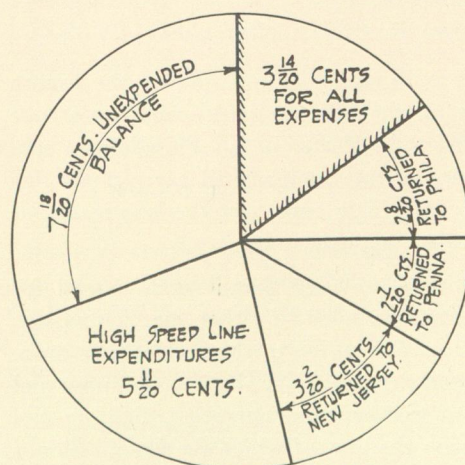 3 14/20 CENTS
FOR ALL
EXPENSES
2 8/20 CTS
RETURNED
TO PHILA.
2 7/20 CTS.
RETURNED
TO PENNA.
3 2/20 CENTS
RETURNED TO
NEW JERSEY.
HIGH SPEED LINE
EXPENDITURES
5 11/20 CENTS.
7 18/20 CENTS. UNEXPENDED
BALANCE